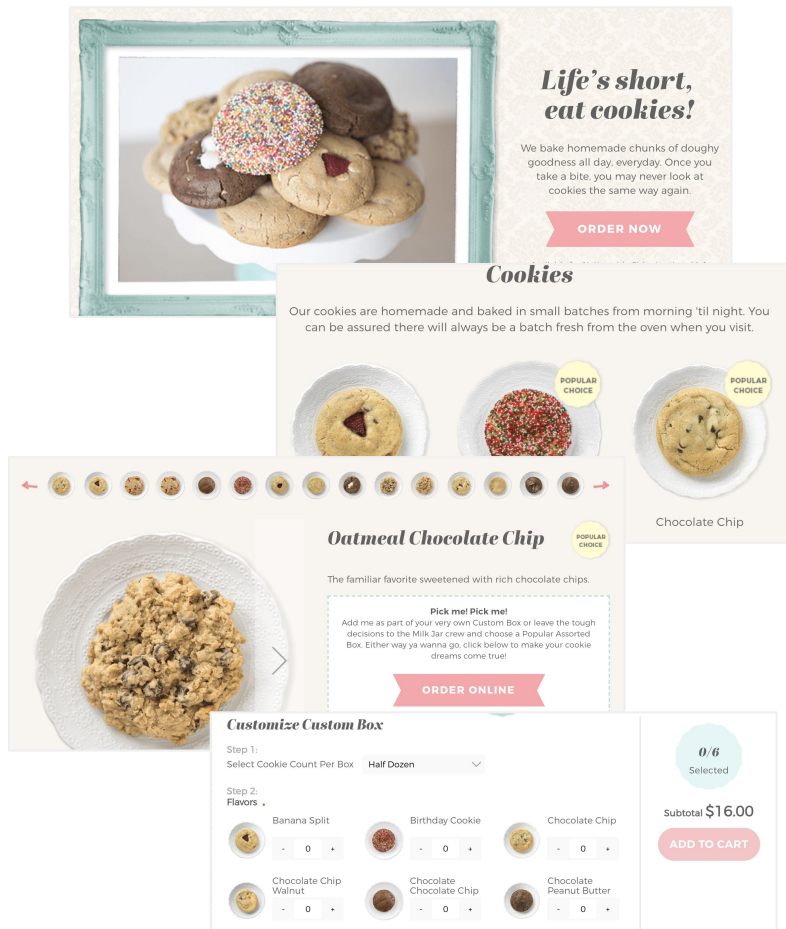 Life's short,
eat cookies!
We bake homemade chunks of doughy
goodness all day, everyday. Once you
take a bite, you may never look at
cookies the same way again.
ORDER NOW
Cookies
Our cookies are homemade and baked in small batches from morning 'til night. You
can be assured there will always be a batch fresh from the oven when you visit.
POPULAR
CHOICE
POPULAR
CHOICE
Chocolate Chip
Oatmeal Chocolate Chip
POPULAR
CHOICE
The familiar favorite sweetened with rich chocolate chips.
Pick me! Pick me!
Add me as part of your very own Custom Box or leave the tough
decisions to the Milk Jar crew and choose a Popular Assorted
Box. Either way ya wanna go, click below to make your cookie
dreams come true!
ORDER ONLINE
Customize Custom Box
Step 1:
Select Cookie Count Per Box Half Dozen
Step 2:
Flavors .
Banana Split
- 0 +
Birthday Cookie
- 0 +
Chocolate Chip
- 0 +
Chocolate Chip
Walnut
- 0 +
Chocolate
Chocolate Chip
- 0 +
Chocolate
Peanut Butter
- 0 +
0/6
Selected
Subtotal $16.00
ADD TO CART